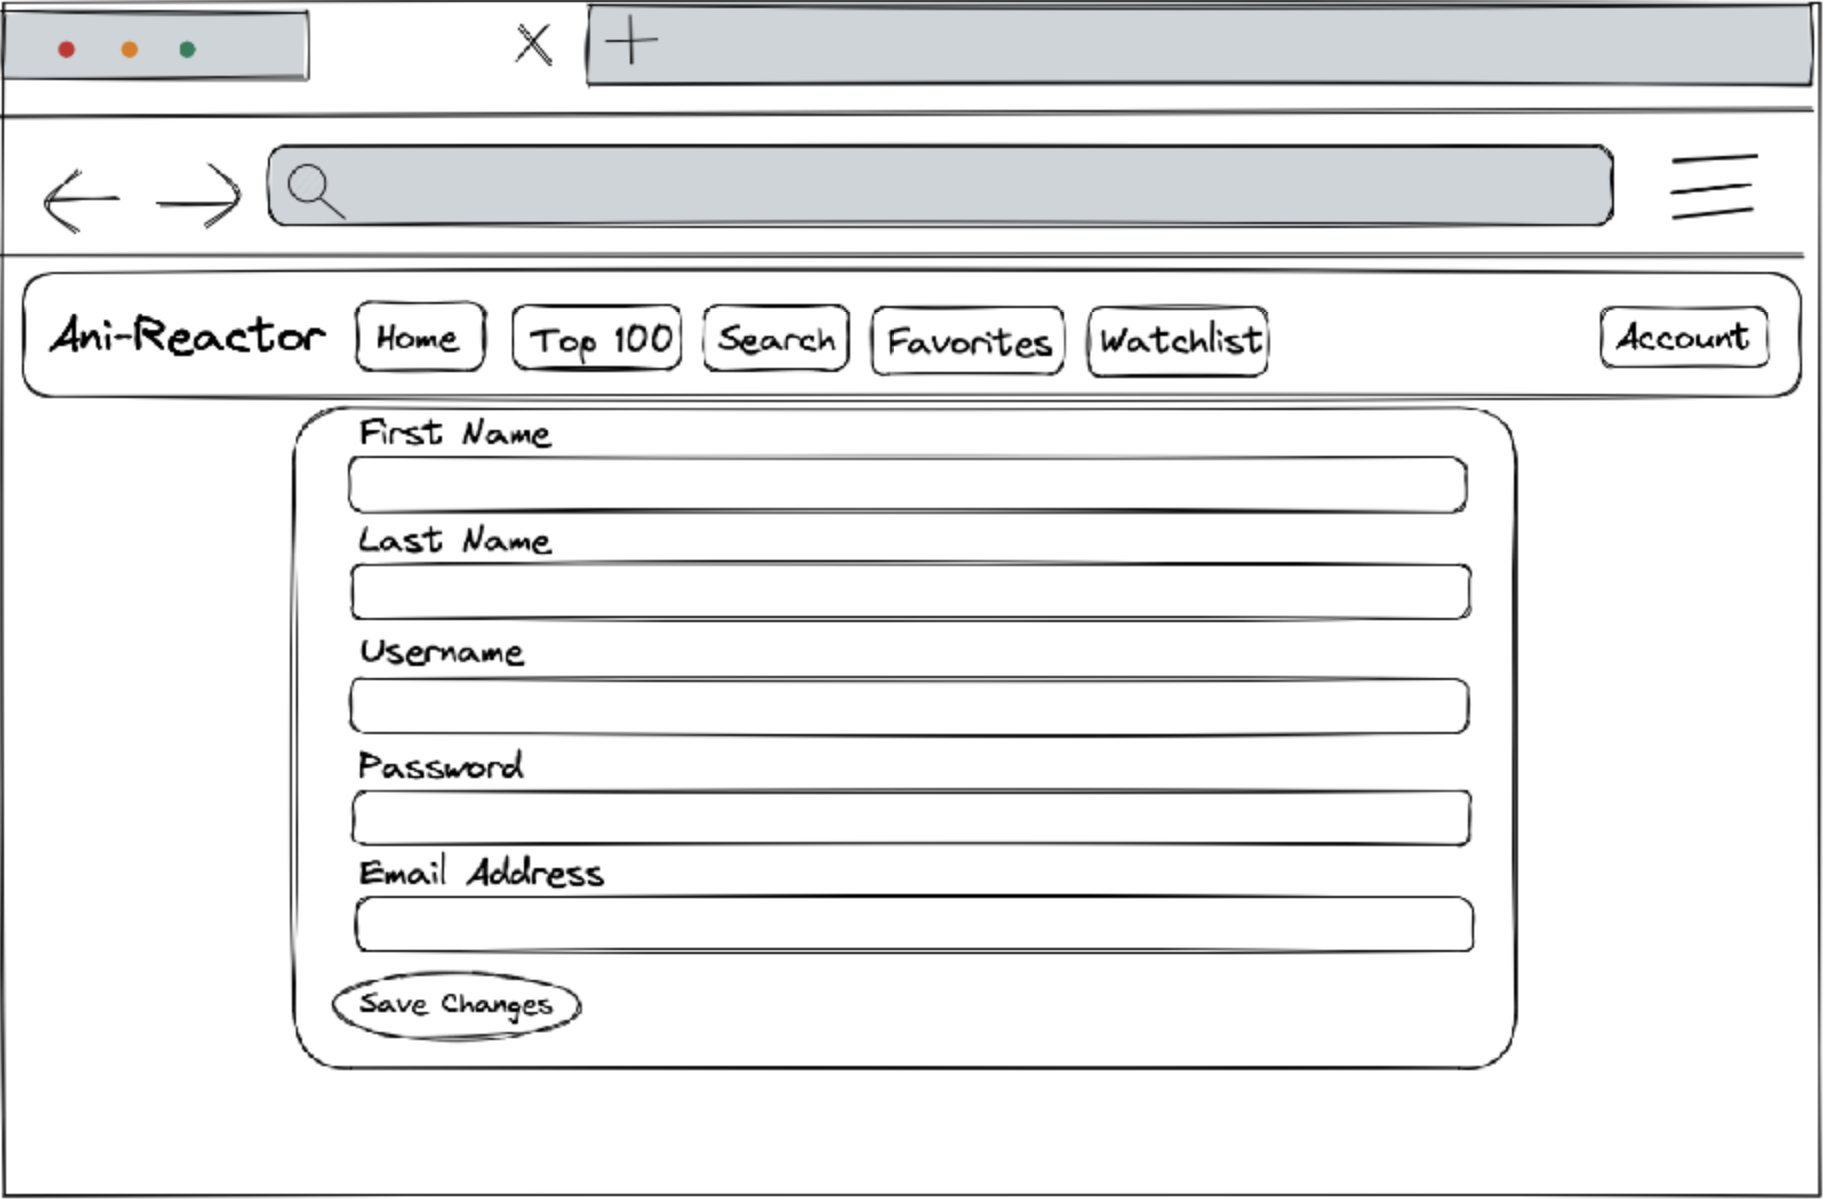 Ani-Reactor Home Top 100 Search Favorites Watchlist Account
First Name
Last Name
Username
Password
Email Address
Save Changes